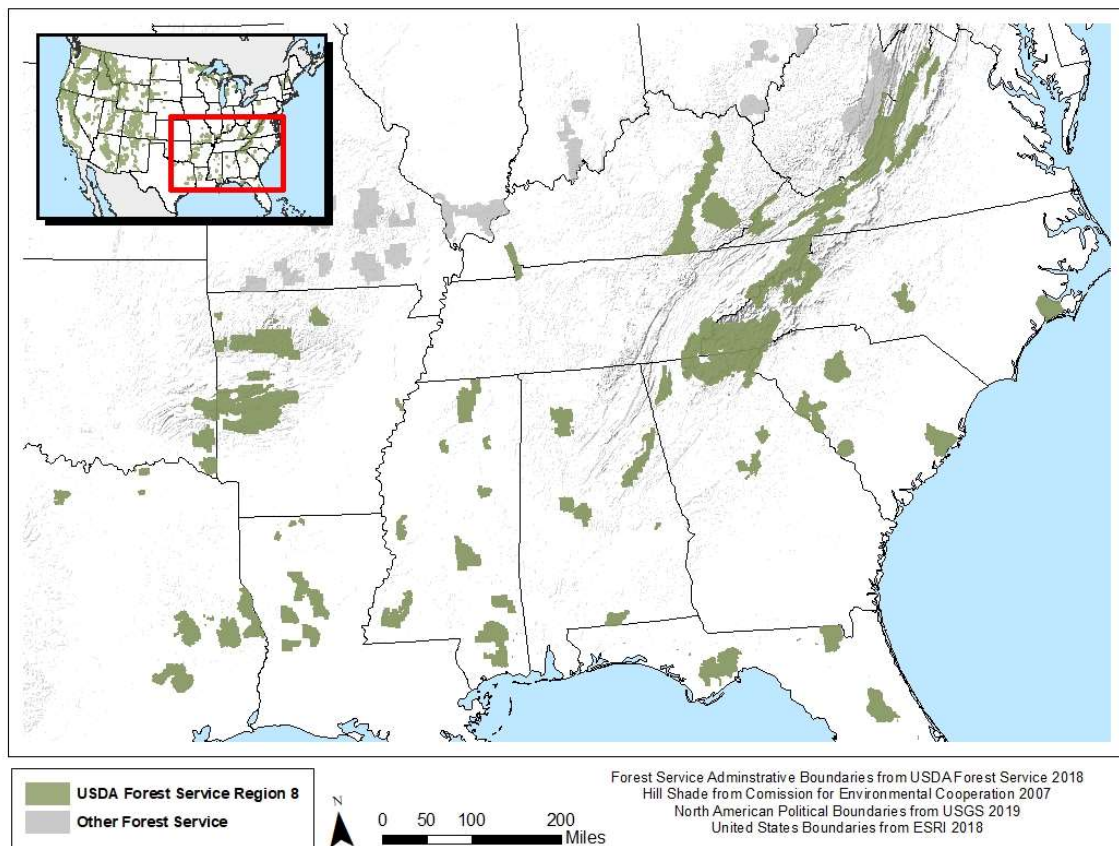 USDA Forest Service Region 8
Other Forest Service
N
0 50 100 200
Miles
Forest Service Adminstrative Boundaries from USDA Forest Service 2018
Hill Shade from Comission for Environmental Cooperation 2007
North American Political Boundaries from USGS 2019
United States Boundaries from ESRI 2018